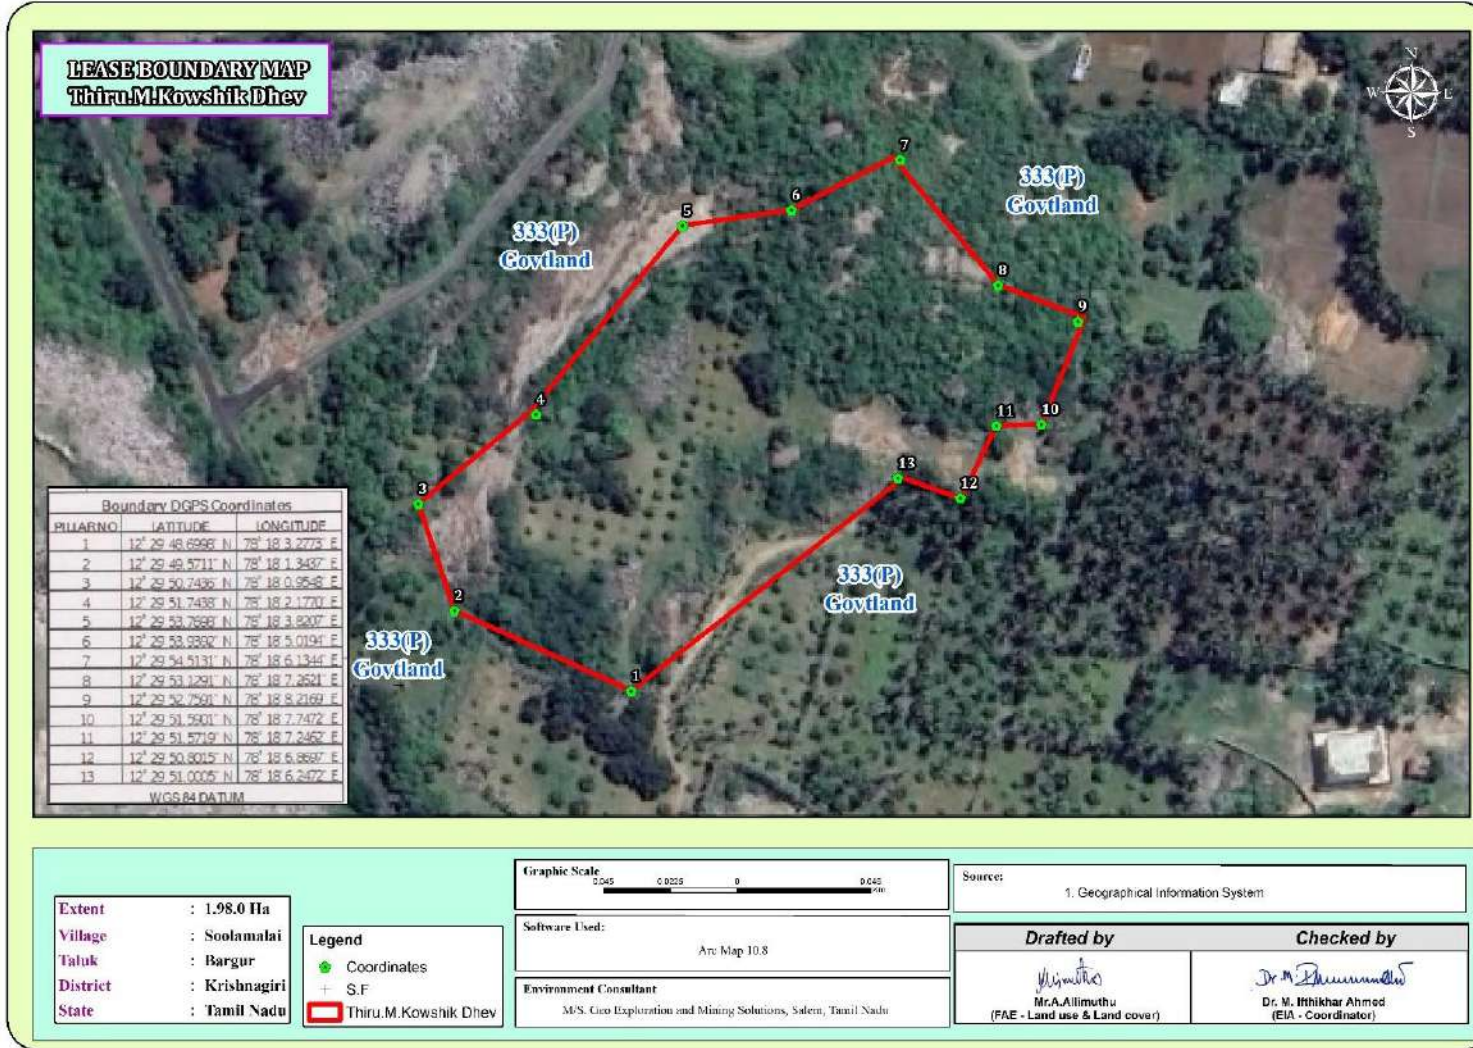 LEASE BOUNDARY MAP
Thiru.M.Kowshik Dhev
N
W E
S
7
333(P)
Govtland
6
5
333(P)
Govtland
8
9
4
11 10
13
3
12
Boundary DGPS Coordinates
PILLARNO LATITUDE LONGITUDE
1 12° 29 48.6998" N 78° 18 3.2773" E
2 12° 29 49.5711" N 78° 18 1.3437" E
3 12° 29 50.7436" N 78° 18 0.9548" E
4 12° 29 51.7438" N 78° 18 2.1770" E
5 12° 29 53.7698" N 78° 18 3.8207" E
6 12° 29 53.9392" N 78° 18 5.0194" E
7 12° 29 54.5131" N 78° 18 6.1344" E
8 12° 29 53.1291" N 78° 18 7.2621" E
9 12° 29 52.7591" N 78° 18 8.2169" E
10 12° 29 51.5901" N 78° 18 7.7472" E
11 12° 29 51.5719" N 78° 18 7.2462" E
12 12° 29 50.8015" N 78° 18 6.8697" E
13 12° 29 51.0005" N 78° 18 6.2472" E
WGS 84 DATUM
333(P)
Govtland
2
333(P)
Govtland
1
Extent : 1.98.0 Ha
Village : Soolamalai
Taluk : Bargur
District : Krishnagiri
State : Tamil Nadu
Legend
Coordinates
S.F
Thiru.M.Kowshik Dhev
Graphic Scale
0.045 0.0225 0 0.045
Km
Software Used:
Arc Map 10.8
Environment Consultant
M/S. Geo Exploration and Mining Solutions, Salem, Tamil Nadu
Source:
1. Geographical Information System
Drafted by Checked by
Mr.A.Allimuthu
(FAE - Land use & Land cover)
Dr. M. Ifthikhar Ahmed
(EIA - Coordinator)